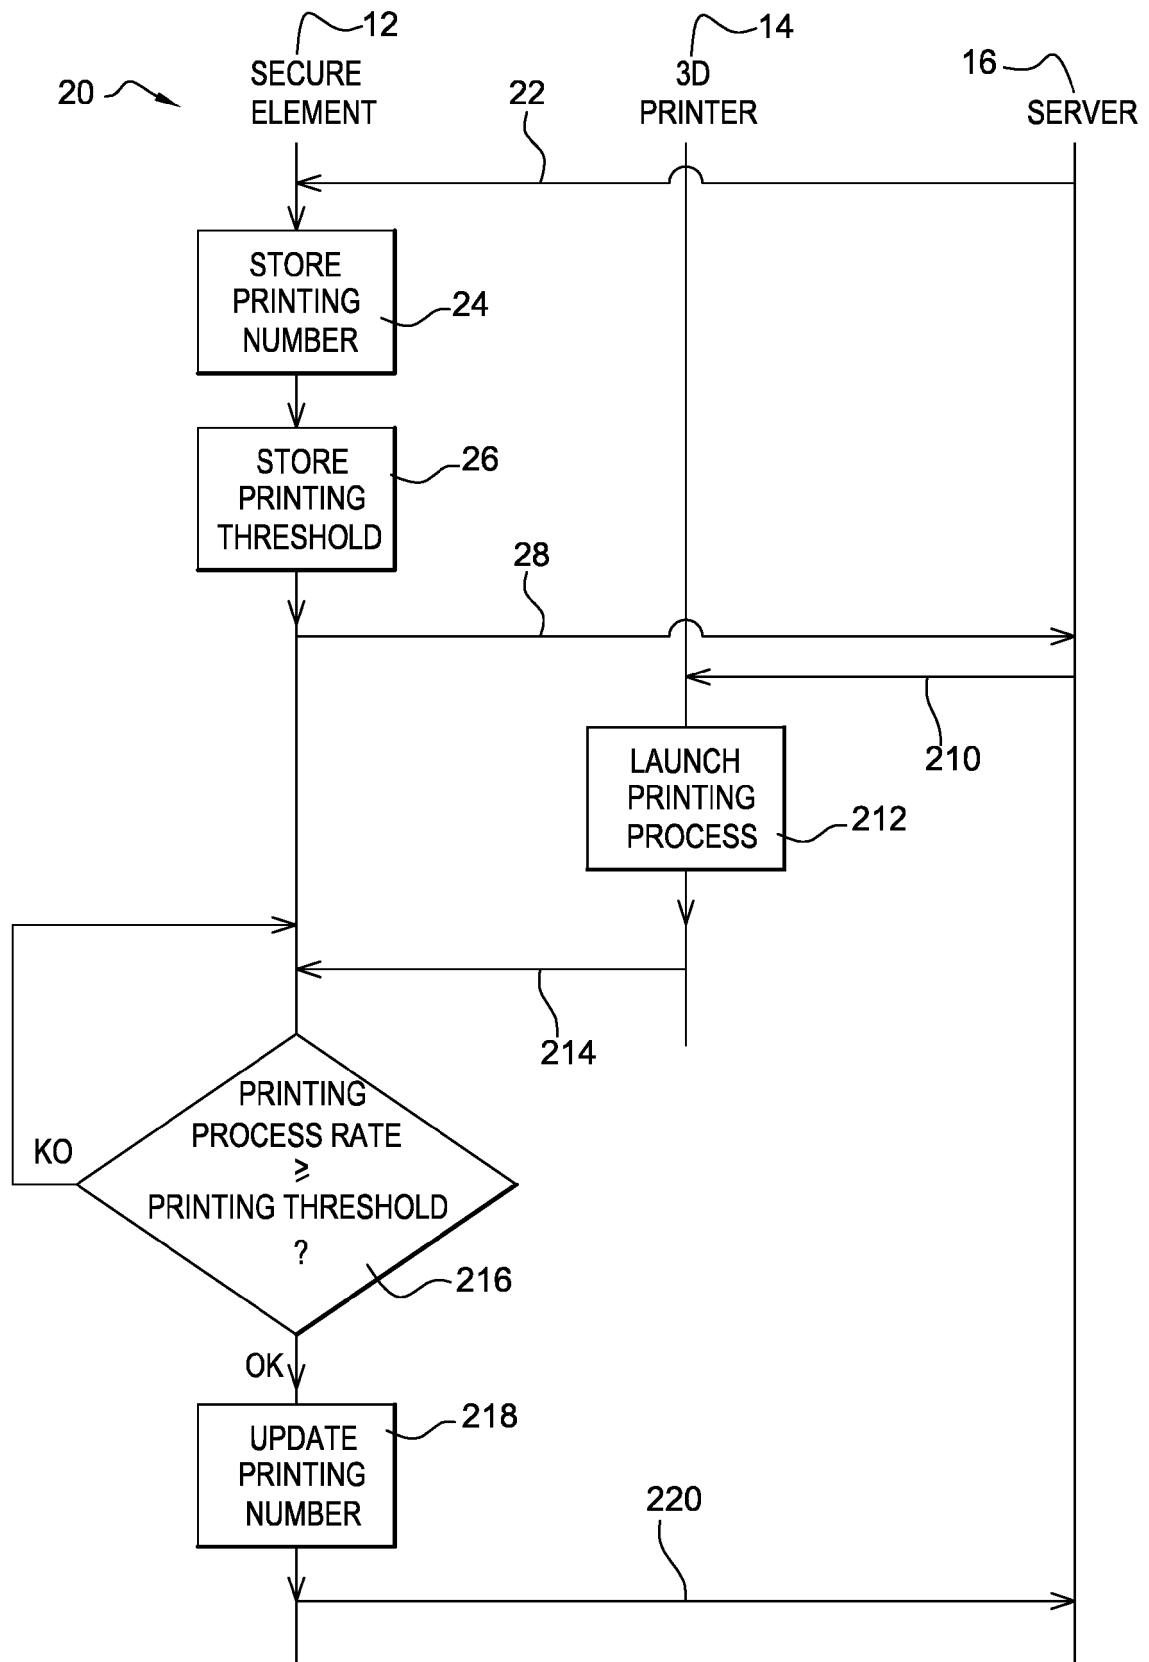 12
14
16
20
SECURE
ELEMENT
3D
PRINTER
SERVER
22
STORE
PRINTING
NUMBER
24
STORE
PRINTING
THRESHOLD
26
28
210
LAUNCH
PRINTING
PROCESS
212
214
PRINTING
PROCESS RATE
≥
PRINTING THRESHOLD
?
KO
216
OK
UPDATE
PRINTING
NUMBER
218
220